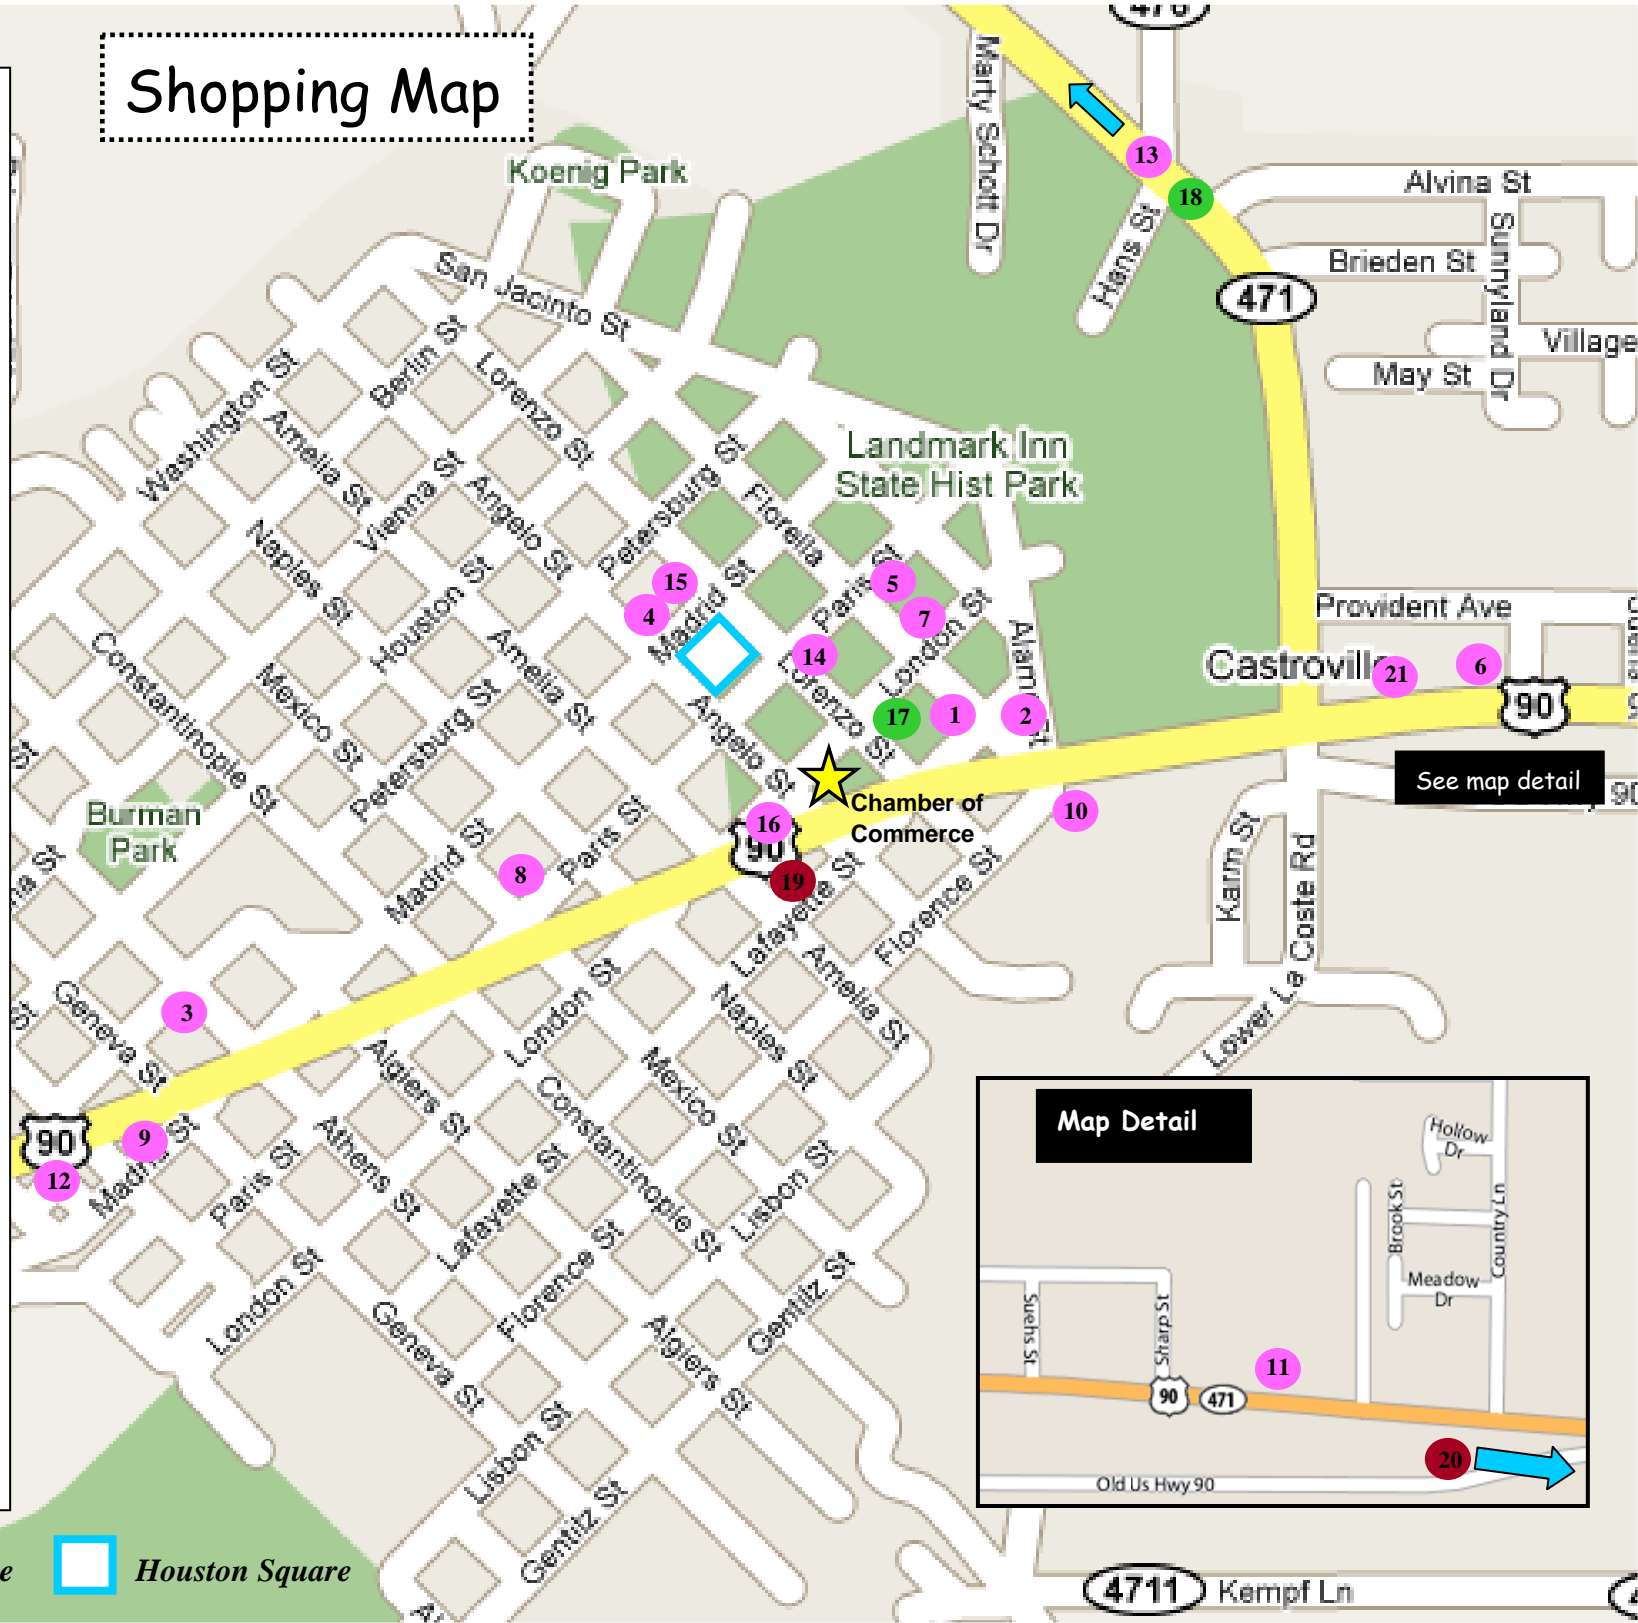 Shopping Map
Koenig Park
Marty Schott Dr
13
18
Alvina St
Hans St
Sunnyland Dr
Brieden St
471
San Jacinto St
Village
May St
Berlin St
Washington St
Lorenzo St
Amelia St
Vienna St
Angelo St
Petersburg St
Fiorella
Landmark Inn
State Hist Park
Naples St
Houston St
15
4
Madrid St
Paris St
5
7
London St
Alamo St
Provident Ave
Castroville
21
6
90
Constantinople St
Mexico St
Amelia St
14
Lorenzo St
17
1
2
Petersburg St
Angelo St
See map detail
Chamber of
Commerce
10
16
90
19
Burman
Park
Madrid St
8
Paris St
Lafayette St
Florence St
Karm St
Lower La Coste Rd
Amelia St
Naples St
London St
3
Geneva St
Algiers St
Mexico St
Constantinople St
90
9
12
Madrid St
Paris St
Athens St
Lafayette St
Lisbon St
London St
Florence St
Gentilz St
Geneva St
Algiers St
Lisbon St
Gentilz St
Map Detail
Hollow
Dr
Brook St
Country Ln
Meadow
Dr
Suehs St
Sharp St
11
90
471
20
Old Us Hwy 90
Houston Square
4711
Kempf Ln